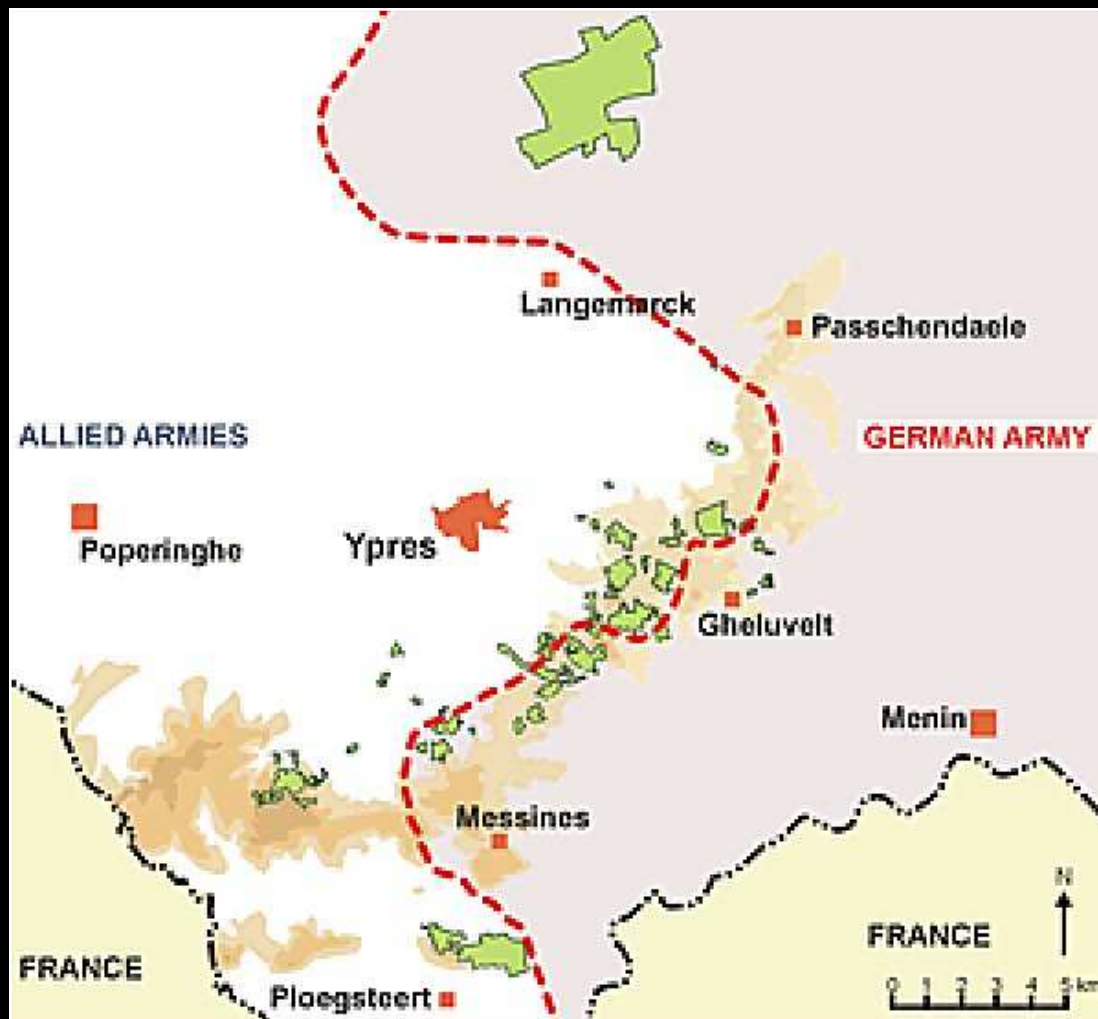 Langemarck
Passchendaele
ALLIED ARMIES
GERMAN ARMY
Poperinghe
Ypres
Gheluvelt
Menin
Messines
N
FRANCE
FRANCE
Ploegsteert
0 1 2 3 4 5 km